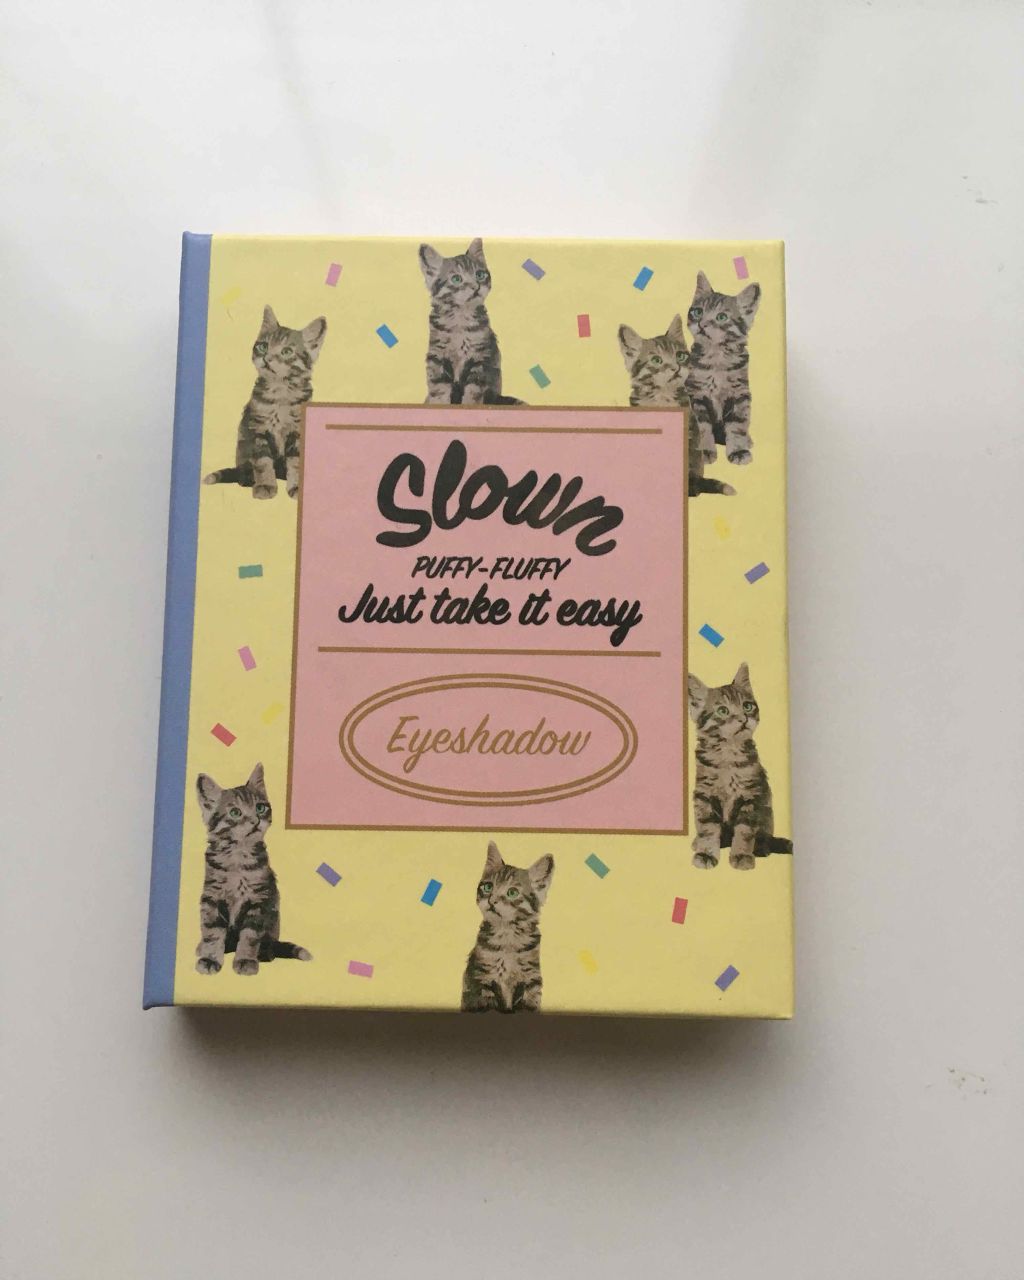 Slown
PUFFY-FLUFFY
Just take it easy
Eyeshadow